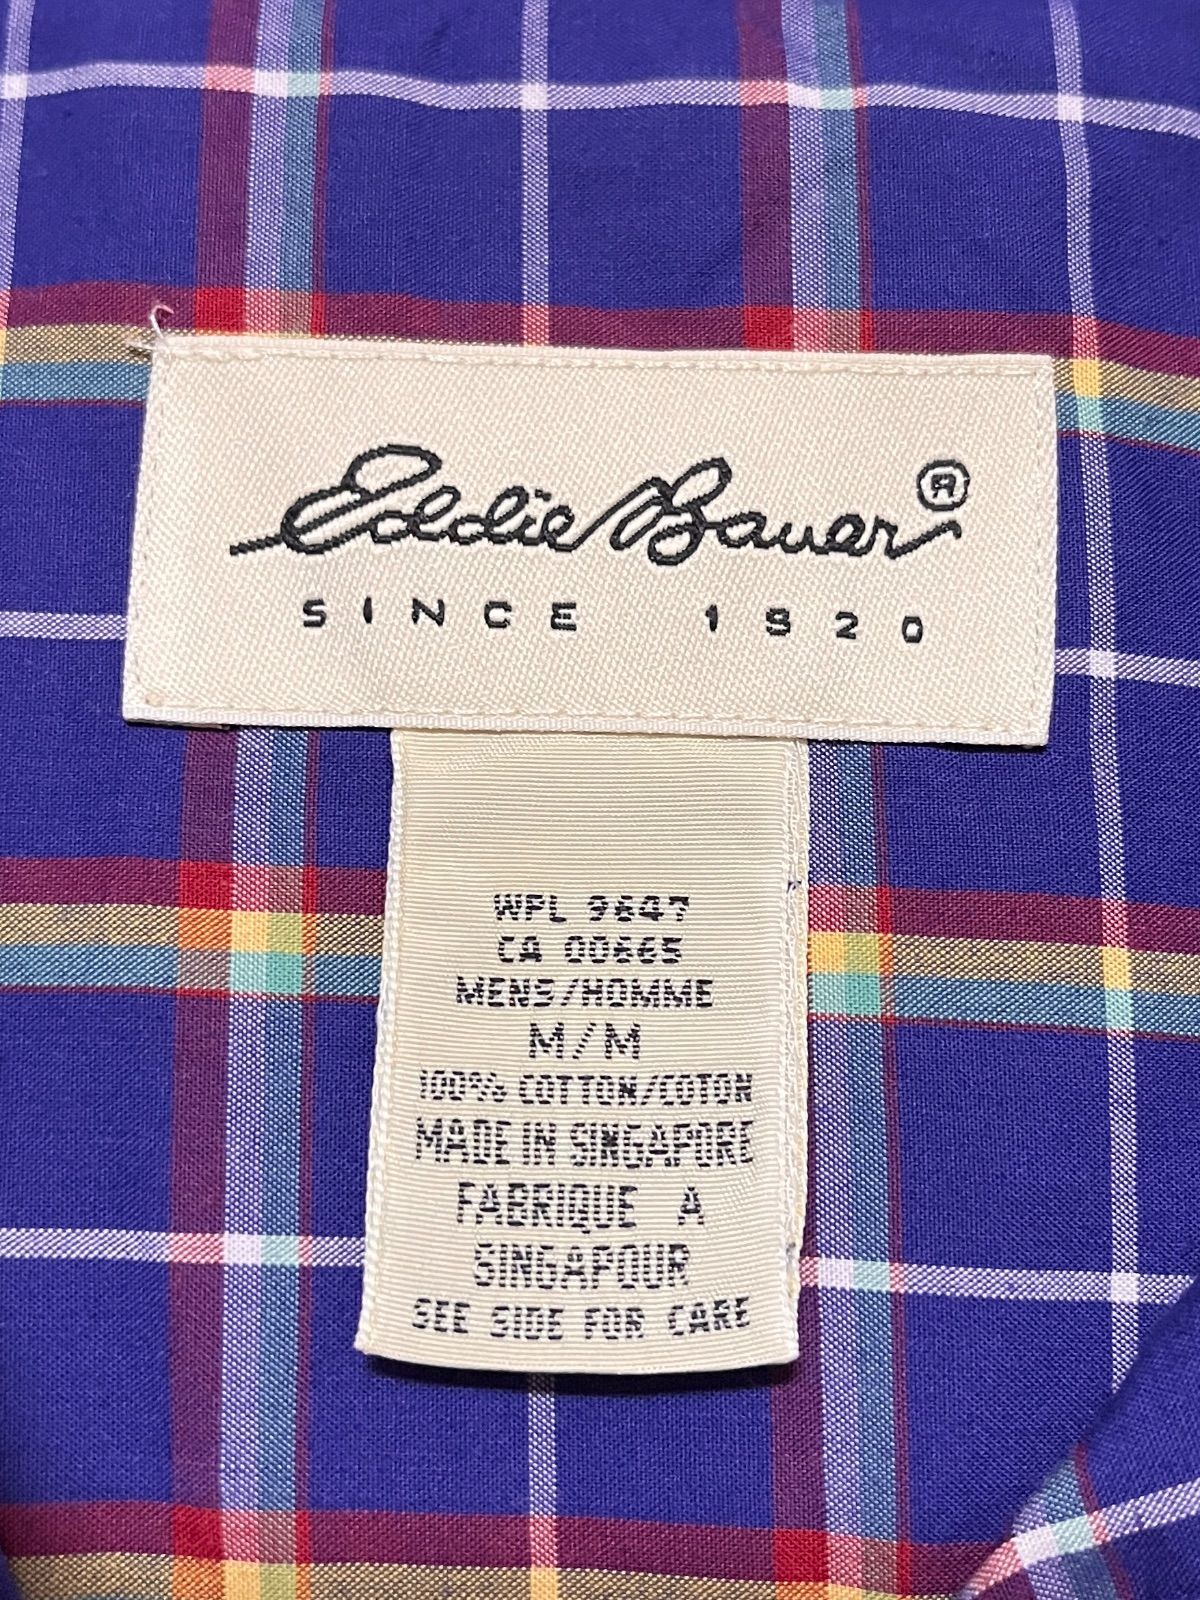 Eddie Bauer®
SINCE 1920
WPL 9647
CA 00665
MENS/HOMME
M/M
100% COTTON/COTON
MADE IN SINGAPORE
FABRIQUE A
SINGAPOUR
SEE SIDE FOR CARE